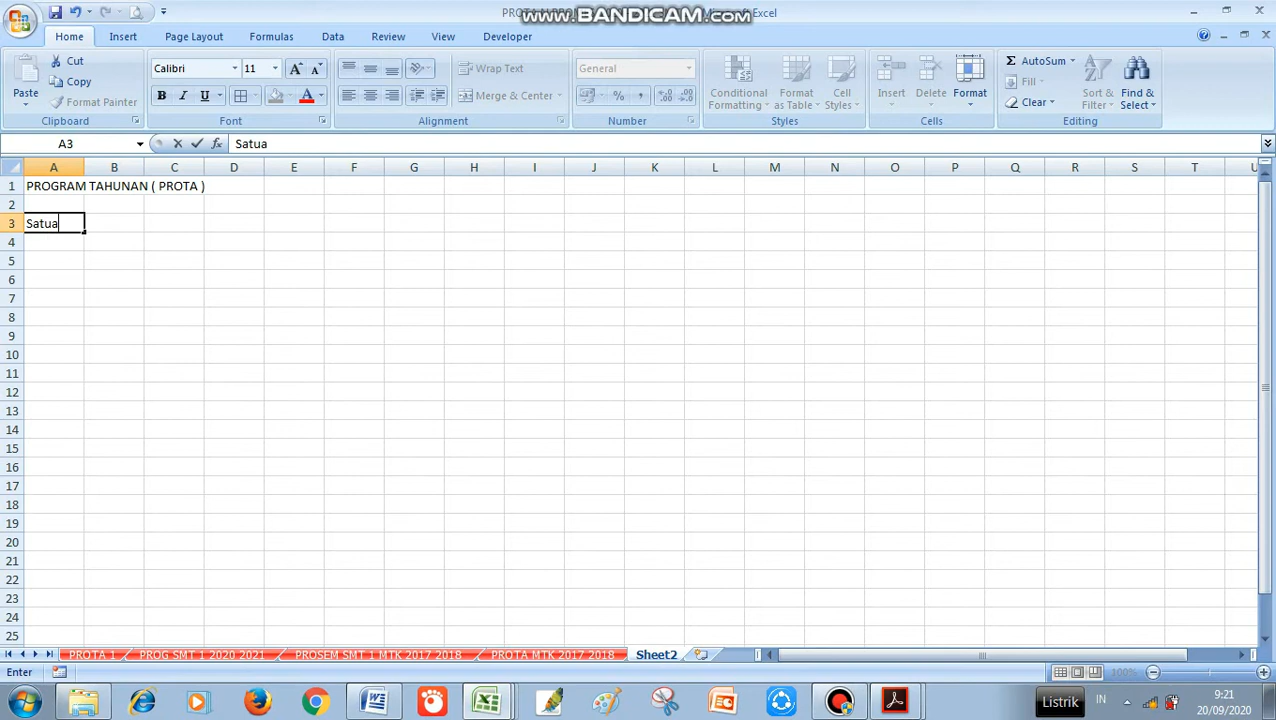 www.BANDICAM.com
Home Insert Page Layout Formulas Data Review View Developer
Paste
Cut
Copy
Format Painter
Clipboard
Calibri 11
Font
Wrap Text
Merge & Center
Alignment
General
Number
Conditional Formatting
Format as Table
Cell Styles
Styles
Insert
Delete
Format
Cells
AutoSum
Fill
Clear
Sort & Filter
Find & Select
Editing
A3 Satua
A B C D E F G H I J K L M N O P Q R S T U
1 PROGRAM TAHUNAN ( PROTA )
2
3 Satua
4
5
6
7
8
9
10
11
12
13
14
15
16
17
18
19
20
21
22
23
24
25
PROTA 1 PROG SMT 1 2020 2021 PROSEM SMT 1 MTK 2017 2018 PROTA MTK 2017 2018 Sheet2
Enter 100%
Listrik IN 9:21
20/09/2020